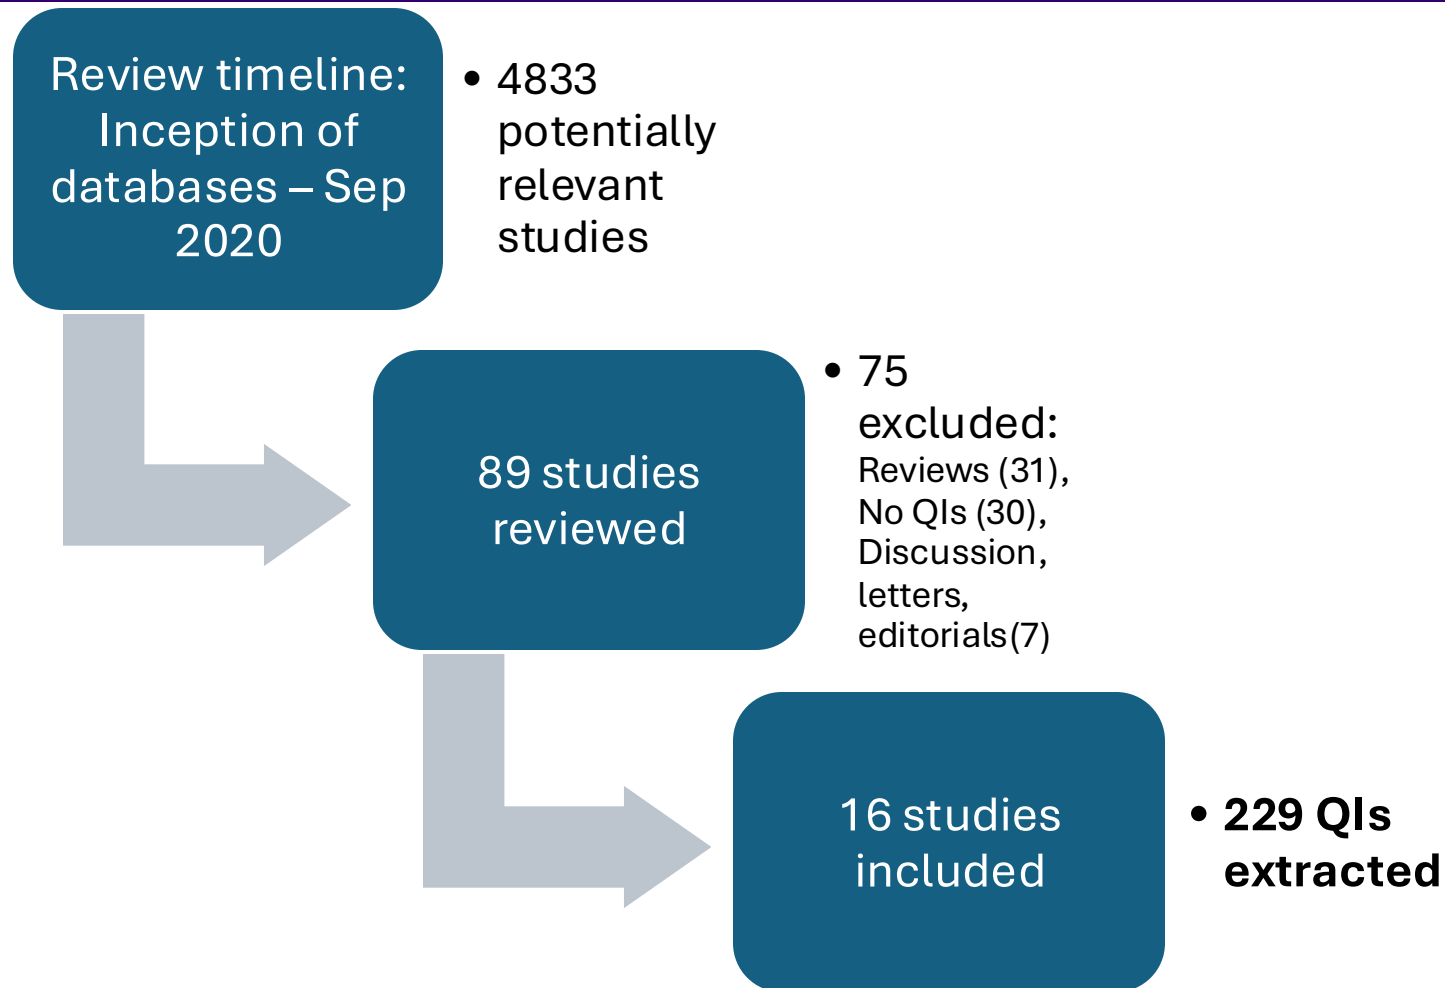 Review timeline:
Inception of
databases – Sep
2020
• 4833
potentially
relevant
studies
89 studies
reviewed
• 75
excluded:
Reviews (31),
No QIs (30),
Discussion,
letters,
editorials(7)
16 studies
included
• 229 QIs
extracted